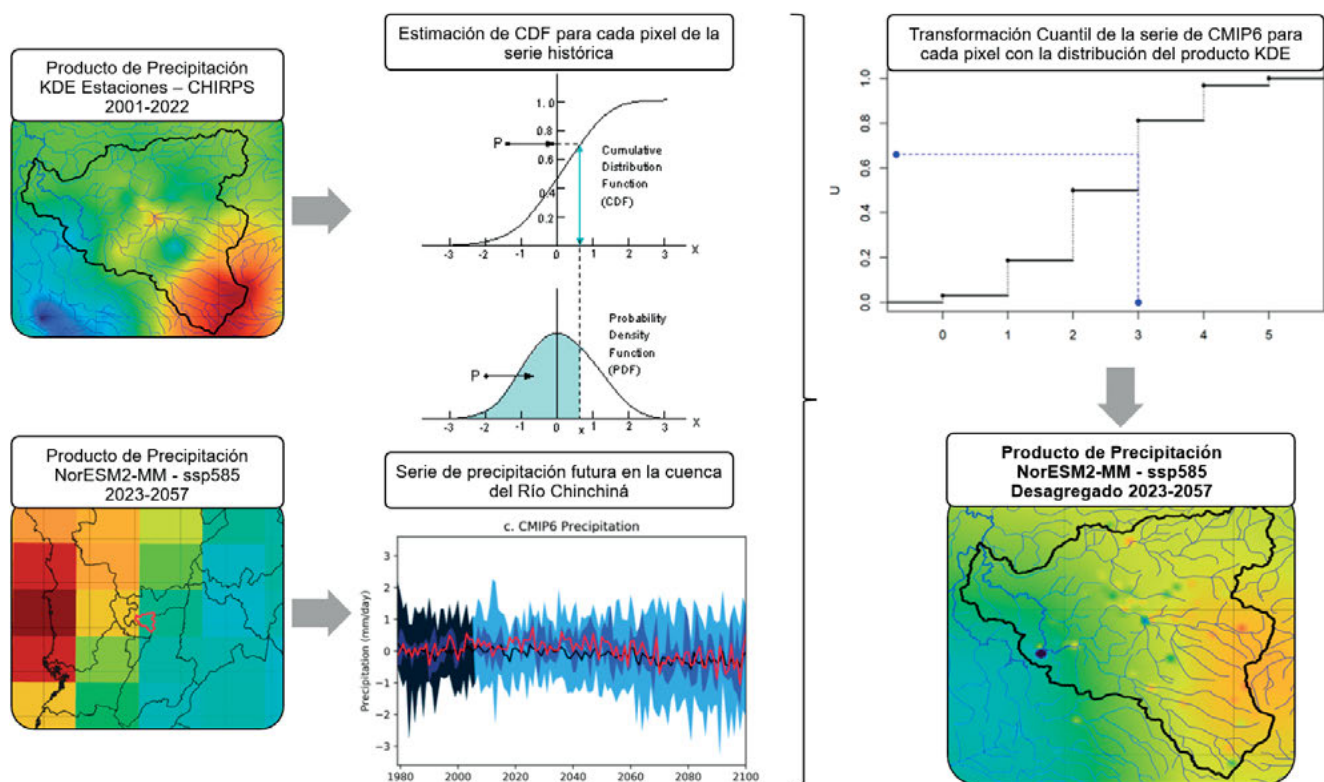 Producto de Precipitación
KDE Estaciones – CHIRPS
2001-2022
Estimación de CDF para cada pixel de la
serie histórica
1.0
0.8
0.6
0.4
0.2
P
Cumulative
Distribution
Function
(CDF)
-3 -2 -1 0 1 2 3 X
P
Probability
Density
Function
(PDF)
-3 -2 -1 0 x 1 2 3 X
Transformación Cuantil de la serie de CMIP6 para
cada pixel con la distribución del producto KDE
U
1.0
0.8
0.6
0.4
0.2
0.0
0 1 2 3 4 5
Producto de Precipitación
NorESM2-MM - ssp585
2023-2057
Serie de precipitación futura en la cuenca
del Río Chinchiná
c. CMIP6 Precipitation
Precipitation (mm/day)
3
2
1
0
−1
−2
−3
1980 2000 2020 2040 2060 2080 2100
Producto de Precipitación
NorESM2-MM - ssp585
Desagregado 2023-2057